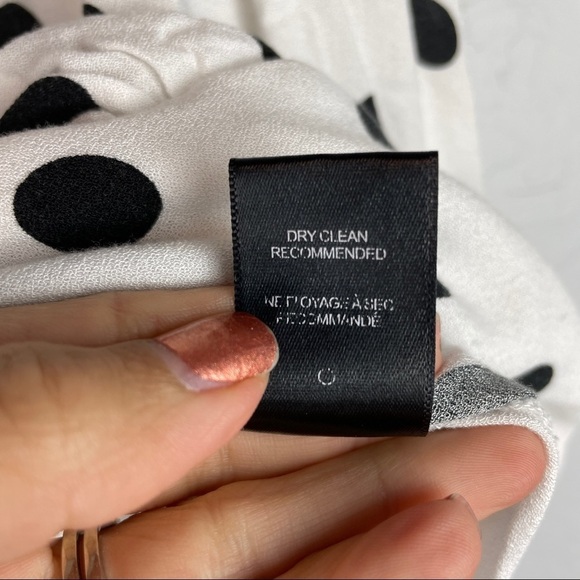 DRY CLEAN
RECOMMENDED
NETTOYAGE À SEC
RECOMMANDÉ